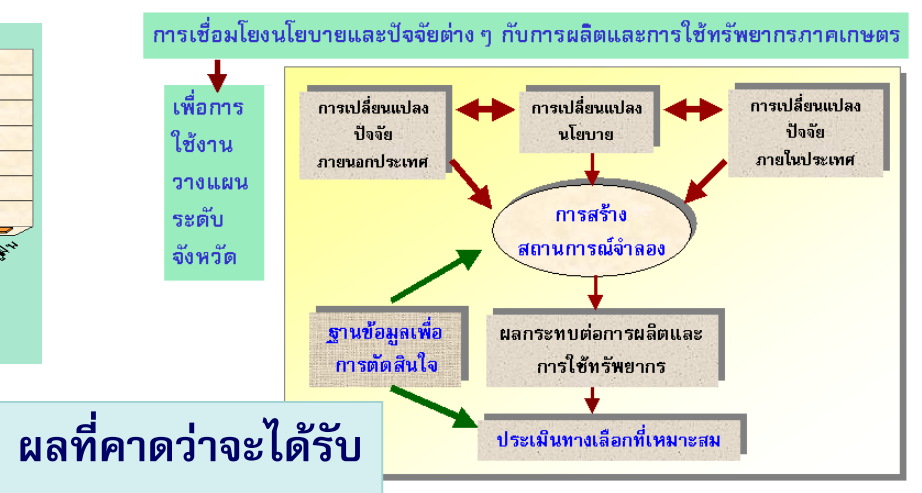 การเชื่อมโยงนโยบายและปัจจัยต่าง ๆ กับการผลิตและการใช้ทรัพยากรภาคเกษตร
เพื่อการ
ใช้งาน
วางแผน
ระดับ
จังหวัด
การเปลี่ยนแปลง
ปัจจัย
ภายนอกประเทศ
การเปลี่ยนแปลง
นโยบาย
การเปลี่ยนแปลง
ปัจจัย
ภายในประเทศ
การสร้าง
สถานการณ์จำลอง
ฐานข้อมูลเพื่อ
การตัดสินใจ
ผลกระทบต่อการผลิตและ
การใช้ทรัพยากร
ประเมินทางเลือกที่เหมาะสม
ผลที่คาดว่าจะได้รับ